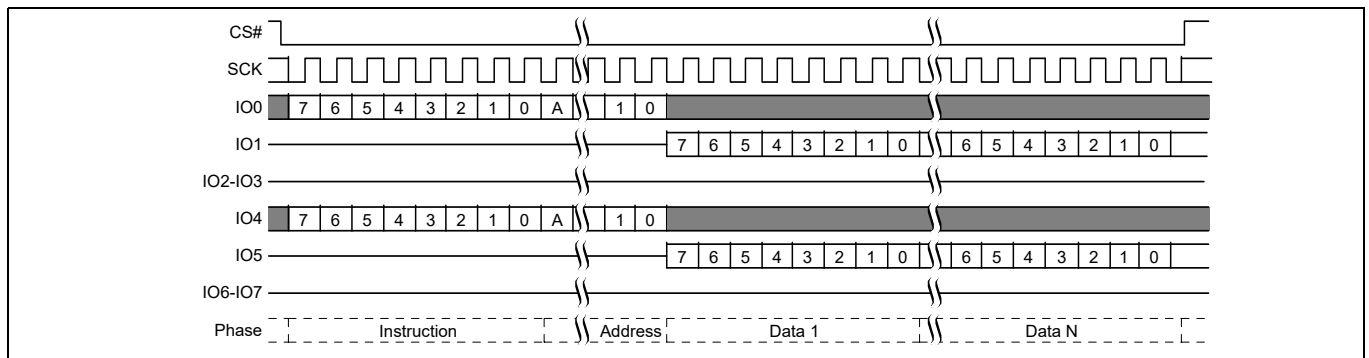 CS#
SCK
IO0 7 6 5 4 3 2 1 0 A 1 0
IO1 7 6 5 4 3 2 1 0 6 5 4 3 2 1 0
IO2-IO3
IO4 7 6 5 4 3 2 1 0 A 1 0
IO5 7 6 5 4 3 2 1 0 6 5 4 3 2 1 0
IO6-IO7
Phase Instruction Address Data 1 Data N